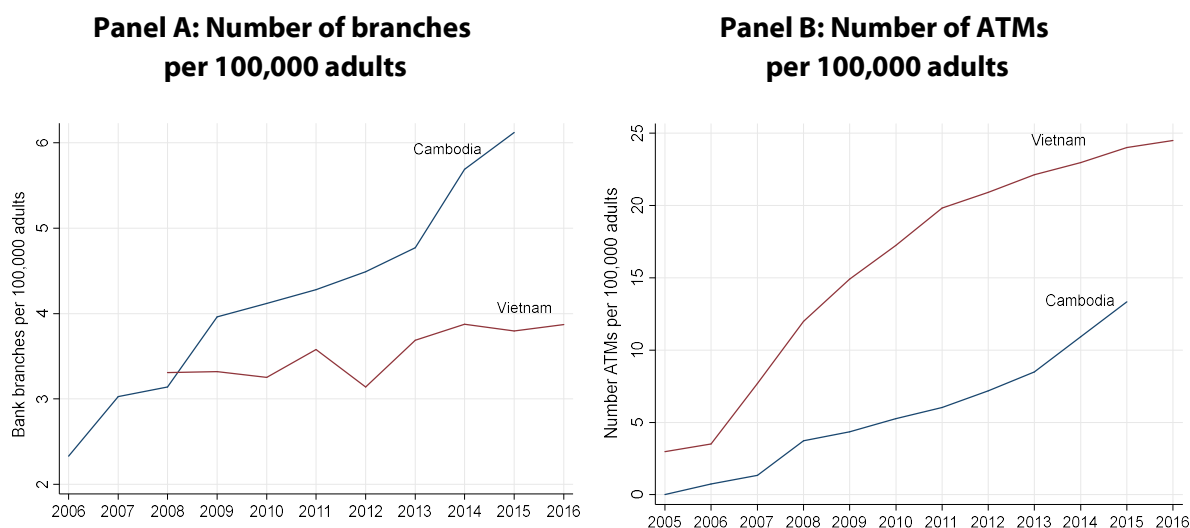 Panel A: Number of branches
per 100,000 adults
Bank branches per 100,000 adults
6
5
4
3
2
Cambodia
Vietnam
2006 2007 2008 2009 2010 2011 2012 2013 2014 2015 2016
Panel B: Number of ATMs
per 100,000 adults
Number ATMs per 100,000 adults
25
20
15
10
5
0
Vietnam
Cambodia
2005 2006 2007 2008 2009 2010 2011 2012 2013 2014 2015 2016